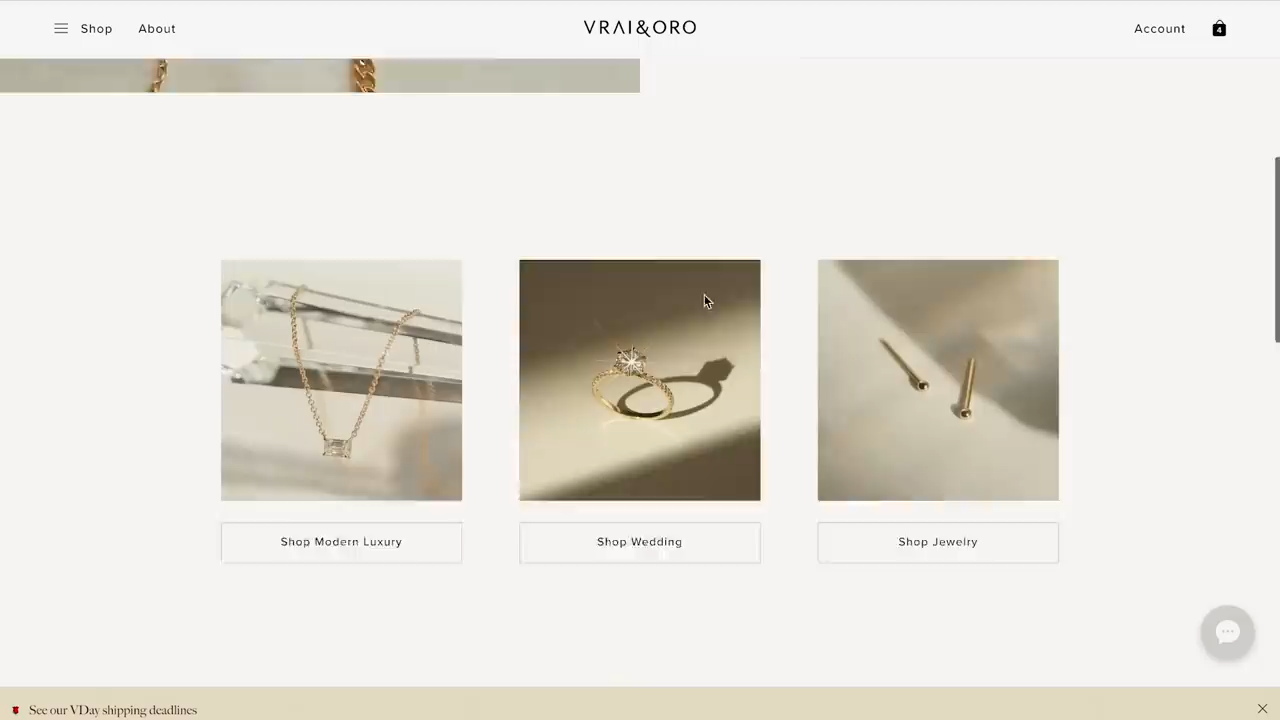 Shop
About
VRAI&ORO
Account
4
Shop Modern Luxury
Shop Wedding
Shop Jewelry
See our VDay shipping deadlines